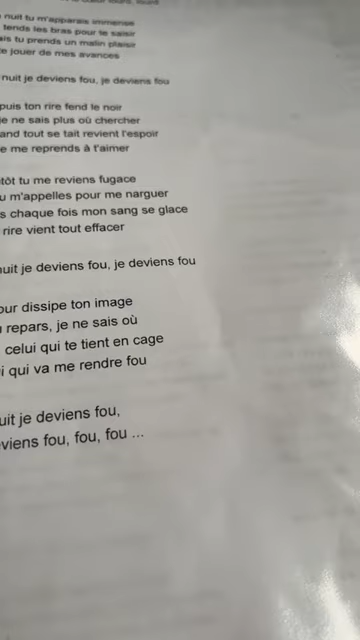 nuit tu m'apparais immense
tends les bras pour te saisir
ais tu prends un malin plaisir
e jouer de mes avances
nuit je deviens fou, je deviens fou
puis ton rire fend le noir
je ne sais plus où chercher
and tout se tait revient l'espoir
e me reprends à t'aimer
ntôt tu me reviens fugace
u m'appelles pour me narguer
s chaque fois mon sang se glace
rire vient tout effacer
nuit je deviens fou, je deviens fou
our dissipe ton image
repars, je ne sais où
celui qui te tient en cage
i qui va me rendre fou
uit je deviens fou,
viens fou, fou, fou ...